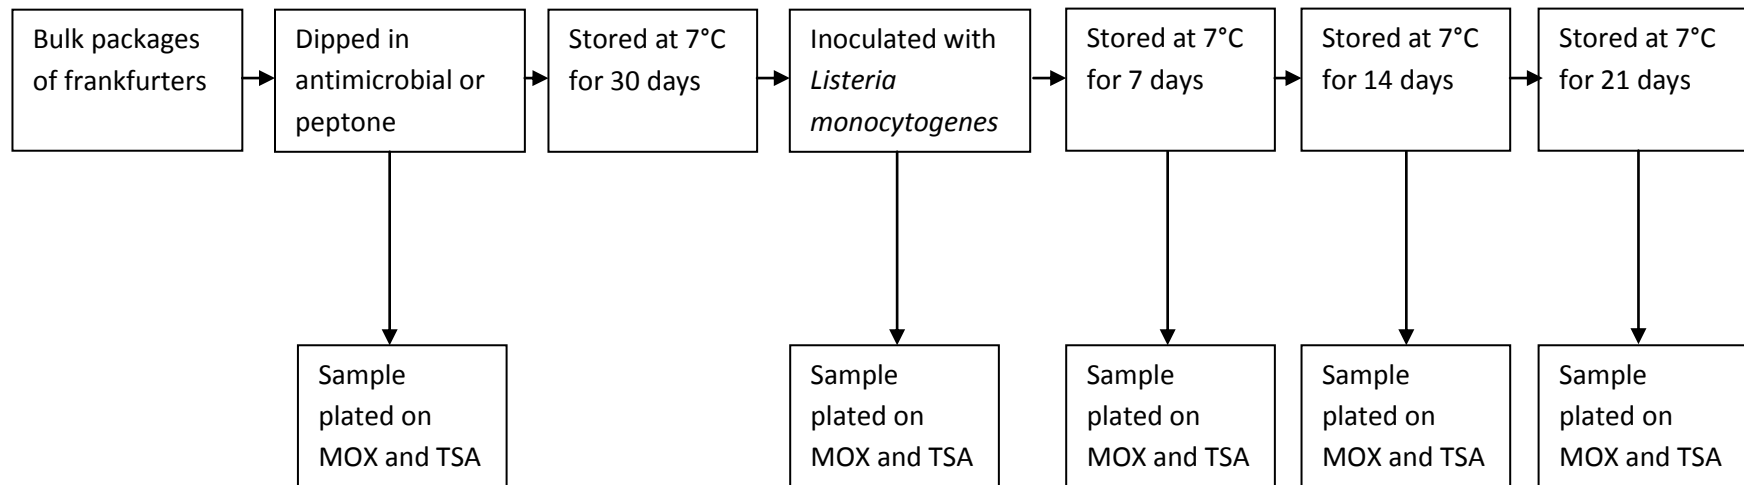 Bulk packages
of frankfurters
Dipped in
antimicrobial or
peptone
Stored at 7°C
for 30 days
Inoculated with
Listeria
monocytogenes
Stored at 7°C
for 7 days
Stored at 7°C
for 14 days
Stored at 7°C
for 21 days
Sample
plated on
MOX and TSA
Sample
plated on
MOX and TSA
Sample
plated on
MOX and TSA
Sample
plated on
MOX and TSA
Sample
plated on
MOX and TSA